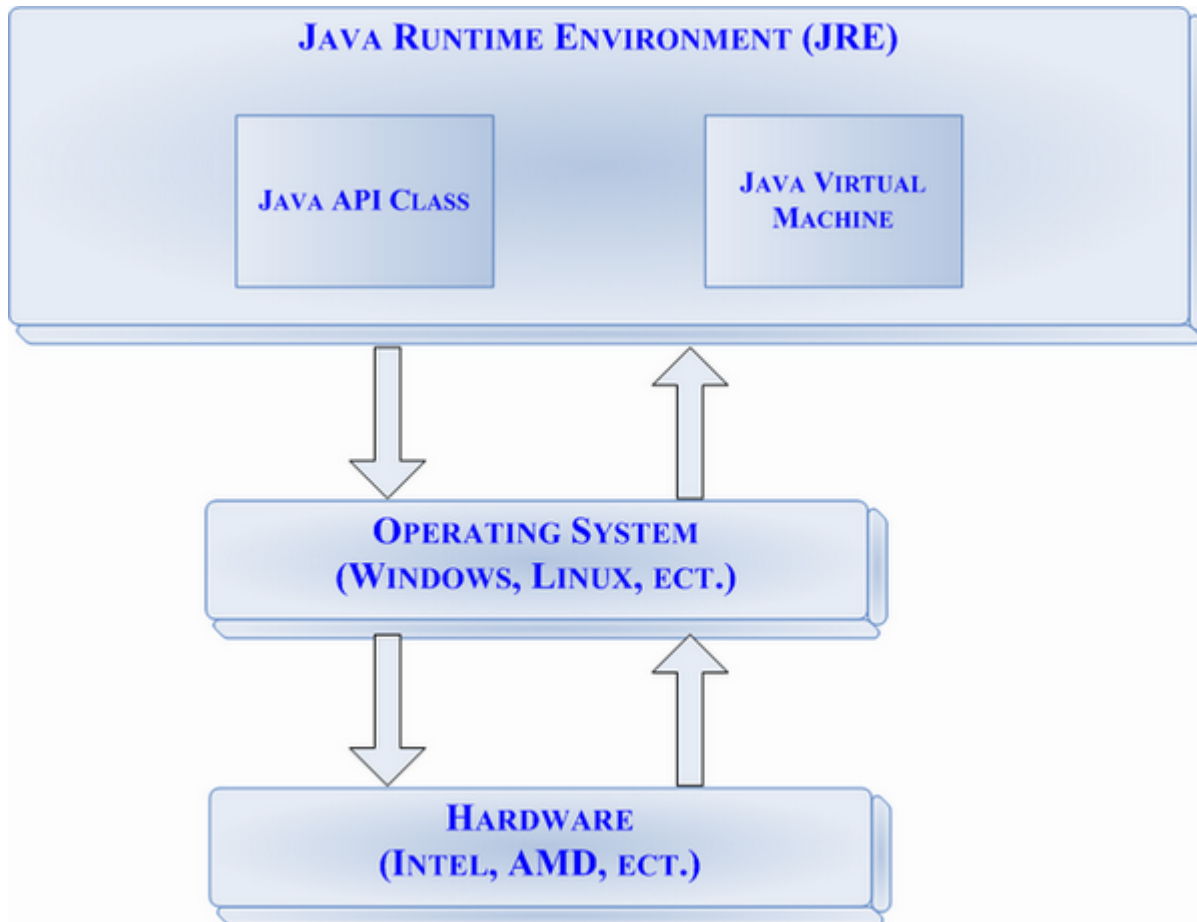 JAVA RUNTIME ENVIRONMENT (JRE)
JAVA API CLASS
JAVA VIRTUAL
MACHINE
OPERATING SYSTEM
(WINDOWS, LINUX, ECT.)
HARDWARE
(INTEL, AMD, ECT.)